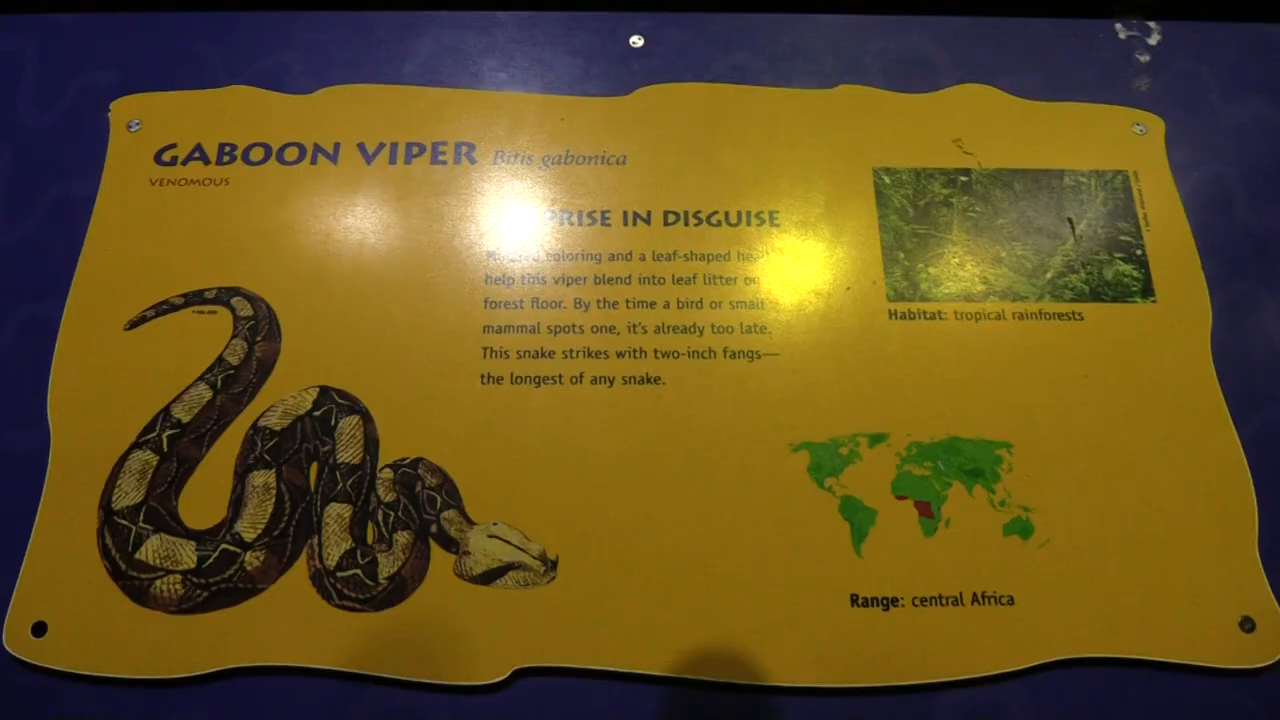 GABOON VIPER Bitis gabonica
VENOMOUS
IN DISGUISE
coloring and a leaf-shaped
help this viper blend into leaf litter
forest floor. By the time a bird or small
mammal spots one, it's already too late.
This snake strikes with two-inch fangs—
the longest of any snake.
Habitat: tropical rainforests
Range: central Africa